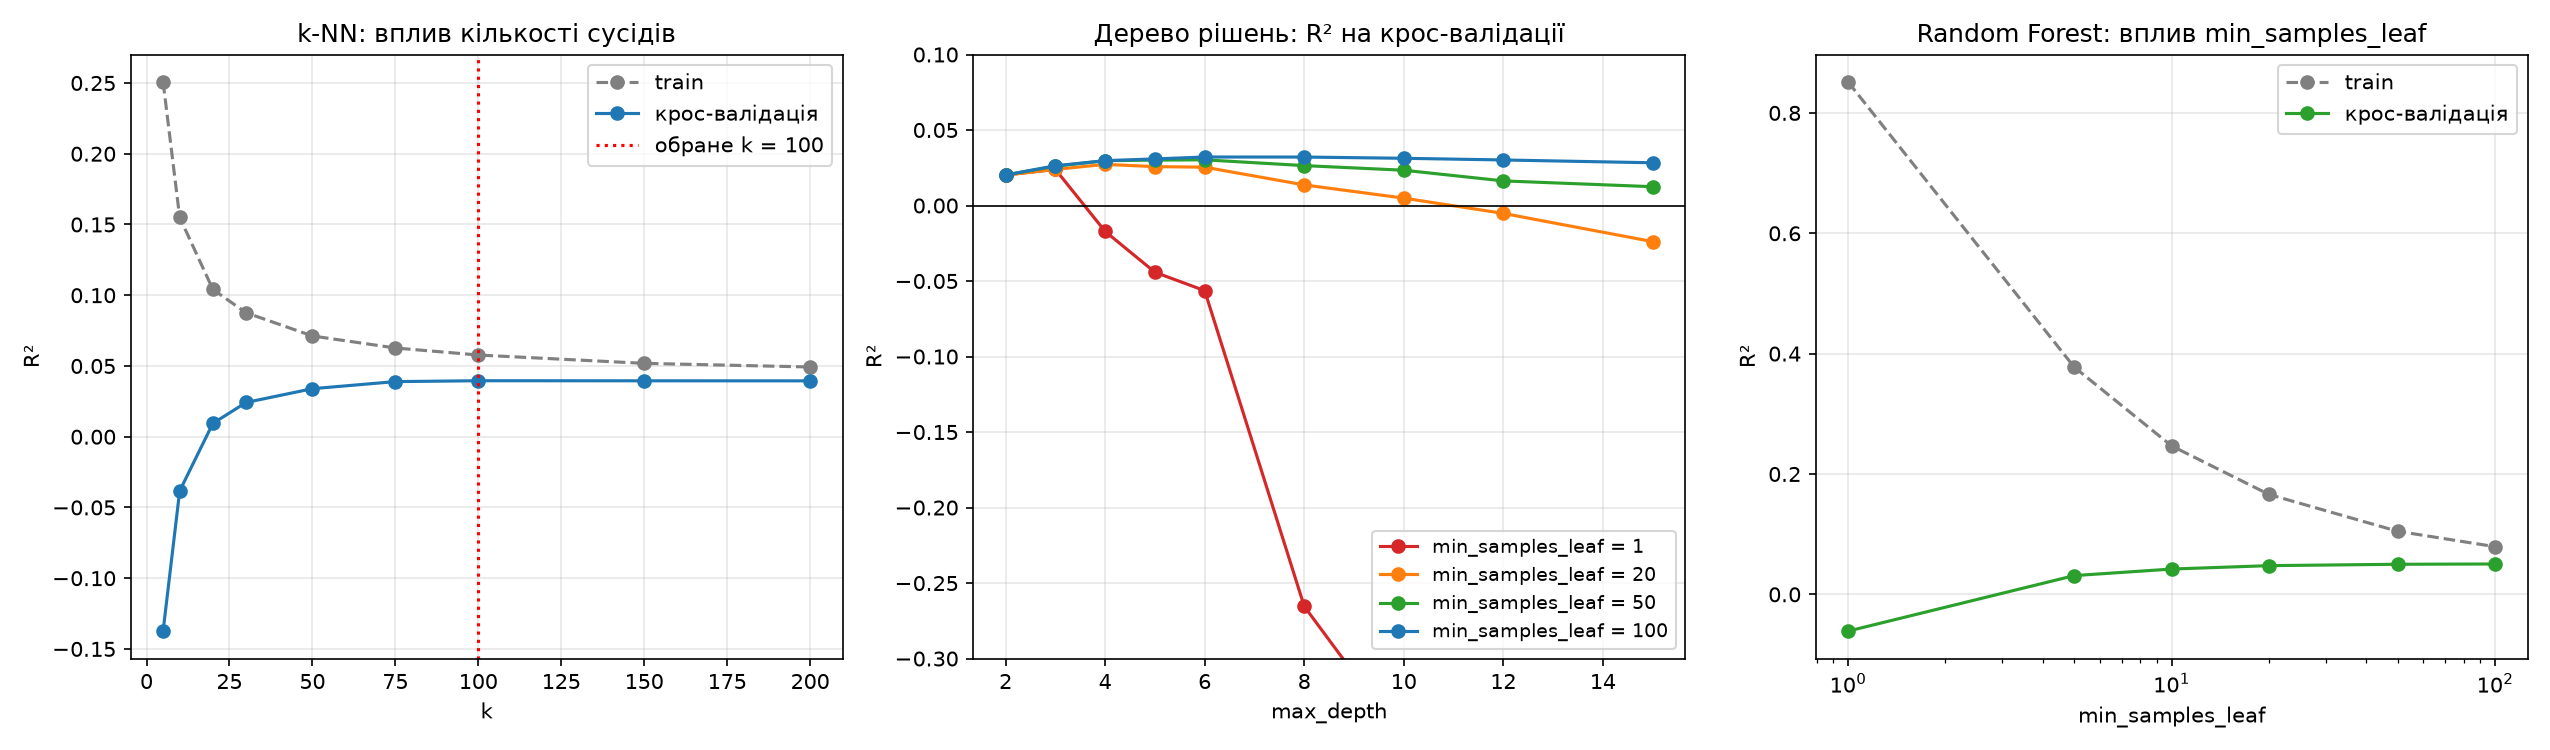 k-NN: вплив кількості сусідів
R²
0.25
0.20
0.15
0.10
0.05
0.00
−0.05
−0.10
−0.15
0 25 50 75 100 125 150 175 200
k
train
крос-валідація
обране k = 100
Дерево рішень: R² на крос-валідації
R²
0.10
0.05
0.00
−0.05
−0.10
−0.15
−0.20
−0.25
−0.30
2 4 6 8 10 12 14
max_depth
min_samples_leaf = 1
min_samples_leaf = 20
min_samples_leaf = 50
min_samples_leaf = 100
Random Forest: вплив min_samples_leaf
R²
0.8
0.6
0.4
0.2
0.0
10⁰ 10¹ 10²
min_samples_leaf
train
крос-валідація